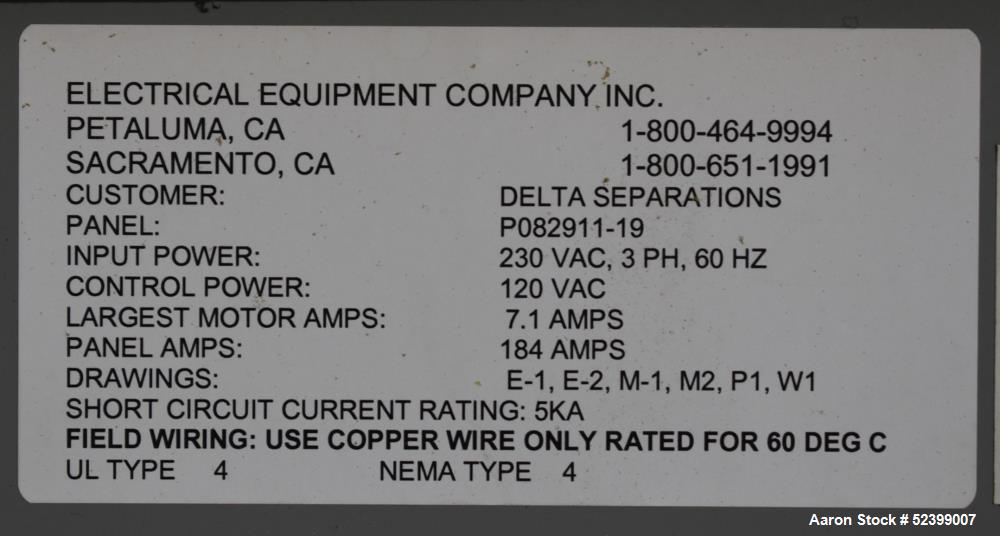 ELECTRICAL EQUIPMENT COMPANY INC.
PETALUMA, CA 1-800-464-9994
SACRAMENTO, CA 1-800-651-1991
CUSTOMER: DELTA SEPARATIONS
PANEL: P082911-19
INPUT POWER: 230 VAC, 3 PH, 60 HZ
CONTROL POWER: 120 VAC
LARGEST MOTOR AMPS: 7.1 AMPS
PANEL AMPS: 184 AMPS
DRAWINGS: E-1, E-2, M-1, M2, P1, W1
SHORT CIRCUIT CURRENT RATING: 5KA
FIELD WIRING: USE COPPER WIRE ONLY RATED FOR 60 DEG C
UL TYPE 4 NEMA TYPE 4
Aaron Stock # 52399007